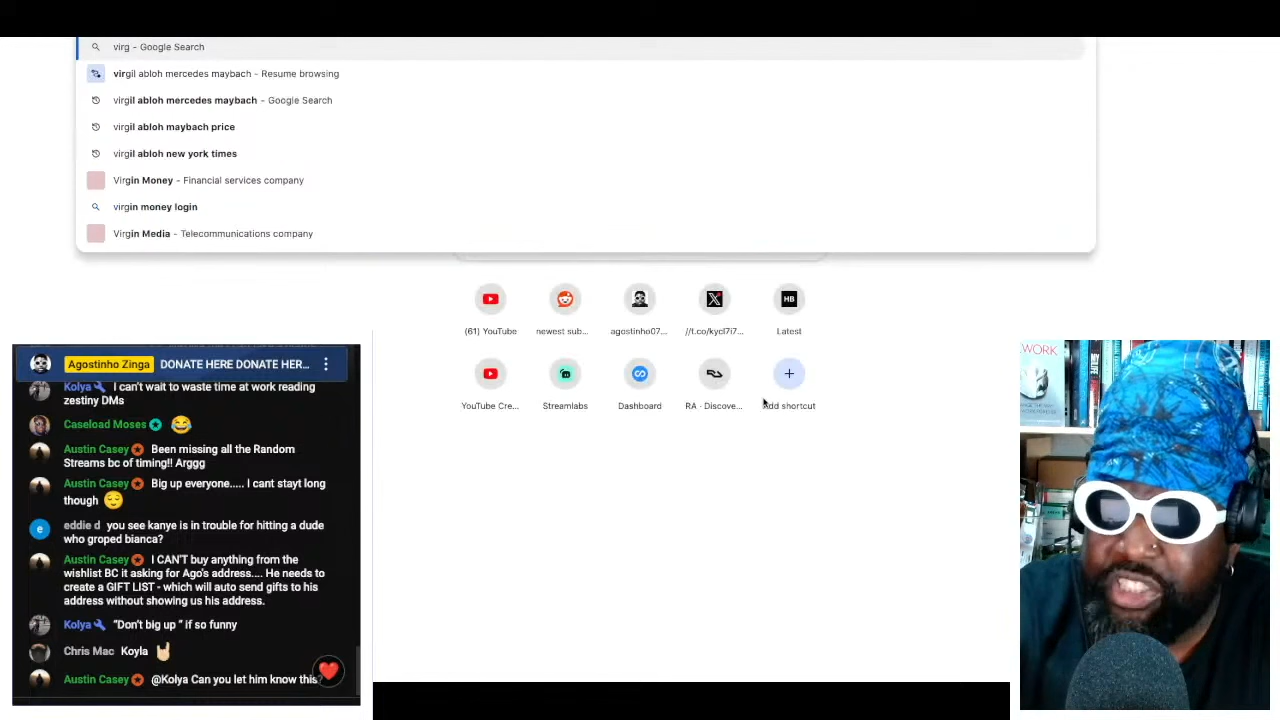 virg - Google Search
virgil abloh mercedes maybach - Resume browsing
virgil abloh mercedes maybach - Google Search
virgil abloh maybach price
virgil abloh new york times
Virgin Money - Financial services company
virgin money login
Virgin Media - Telecommunications company
HB
(61) YouTube
newest sub...
agostinho07...
//t.co/kycl7i7...
Latest
YouTube Cre...
Streamlabs
Dashboard
RA - Discove...
Add shortcut
Agostinho Zinga DONATE HERE DONATE HER...
Kolya I can't wait to waste time at work reading
zestiny DMs
Caseload Moses 😂
Austin Casey Been missing all the Random
Streams bc of timing!! Arggg
Austin Casey Big up everyone..... I cant stayt long
though 😌
e
eddie d you see kanye is in trouble for hitting a dude
who groped bianca?
Austin Casey I CAN'T buy anything from the
wishlist BC it asking for Ago's address.... He needs to
create a GIFT LIST - which will auto send gifts to his
address without showing us his address.
Kolya "Don't big up " if so funny
Chris Mac Koyla 🤘🏻
Austin Casey @Kolya Can you let him know this?
WORK